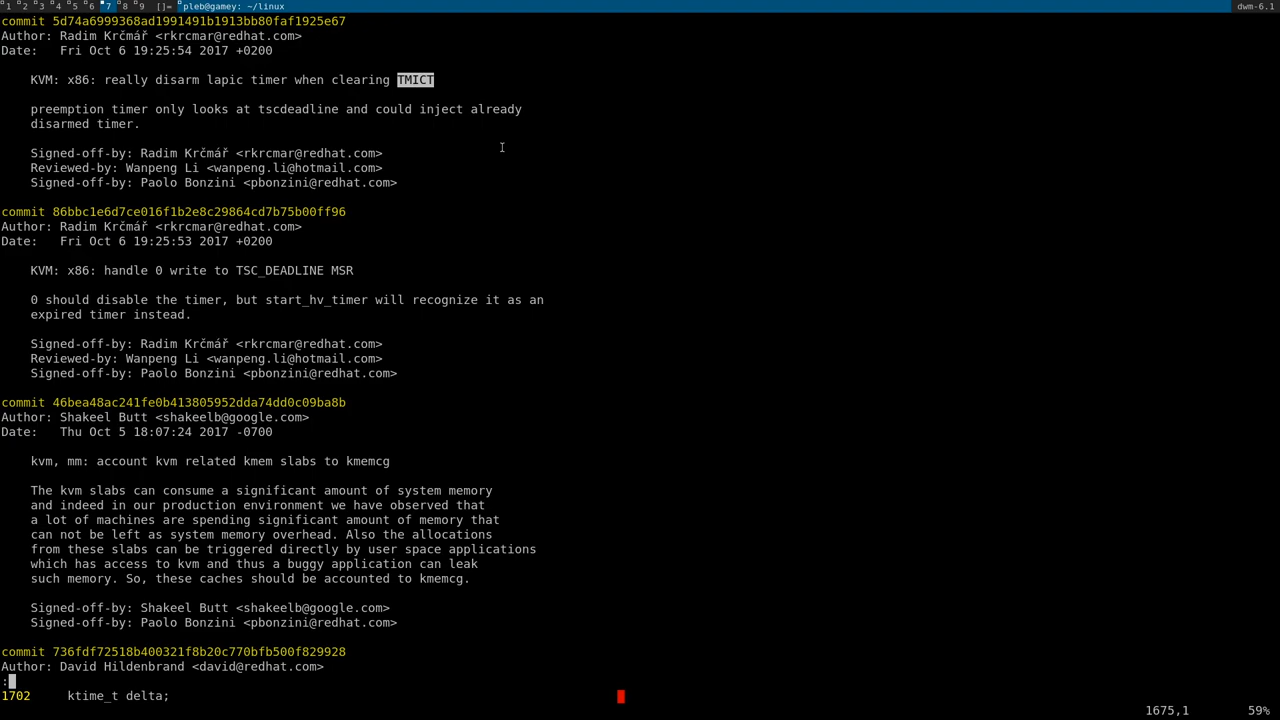 1 2 3 4 5 6 7 8 9 []= pleb@gamey: ~/linux dwm-6.1
commit 5d74a6999368ad1991491b1913bb80faf1925e67
Author: Radim Krčmář <rkrcmar@redhat.com>
Date:   Fri Oct 6 19:25:54 2017 +0200
KVM: x86: really disarm lapic timer when clearing TMICT
preemption timer only looks at tscdeadline and could inject already
disarmed timer.
Signed-off-by: Radim Krčmář <rkrcmar@redhat.com>
Reviewed-by: Wanpeng Li <wanpeng.li@hotmail.com>
Signed-off-by: Paolo Bonzini <pbonzini@redhat.com>
commit 86bbc1e6d7ce016f1b2e8c29864cd7b75b00ff96
Author: Radim Krčmář <rkrcmar@redhat.com>
Date:   Fri Oct 6 19:25:53 2017 +0200
KVM: x86: handle 0 write to TSC_DEADLINE MSR
0 should disable the timer, but start_hv_timer will recognize it as an
expired timer instead.
Signed-off-by: Radim Krčmář <rkrcmar@redhat.com>
Reviewed-by: Wanpeng Li <wanpeng.li@hotmail.com>
Signed-off-by: Paolo Bonzini <pbonzini@redhat.com>
commit 46bea48ac241fe0b413805952dda74dd0c09ba8b
Author: Shakeel Butt <shakeelb@google.com>
Date:   Thu Oct 5 18:07:24 2017 -0700
kvm, mm: account kvm related kmem slabs to kmemcg
The kvm slabs can consume a significant amount of system memory
and indeed in our production environment we have observed that
a lot of machines are spending significant amount of memory that
can not be left as system memory overhead. Also the allocations
from these slabs can be triggered directly by user space applications
which has access to kvm and thus a buggy application can leak
such memory. So, these caches should be accounted to kmemcg.
Signed-off-by: Shakeel Butt <shakeelb@google.com>
Signed-off-by: Paolo Bonzini <pbonzini@redhat.com>
commit 736fdf72518b400321f8b20c770bfb500f829928
Author: David Hildenbrand <david@redhat.com>
:
1702     ktime_t delta;
1675,1 59%